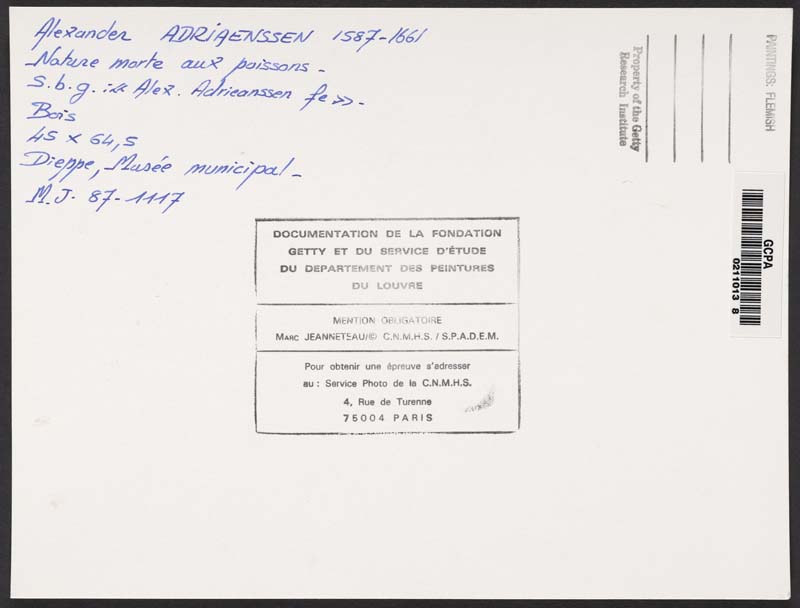 Alexander ADRIAENSSEN 1587-1661
Nature morte aux poissons -
S.b.g. : « Alex. Adrieanssen fe » -
Bois
45 x 64,5
Dieppe, Musée municipal -
M.J. 87-1117
Property of the Getty
Research Institute
PAINTINGS: FLEMISH
GCPA
0211013 8
DOCUMENTATION DE LA FONDATION
GETTY ET DU SERVICE D'ÉTUDE
DU DEPARTEMENT DES PEINTURES
DU LOUVRE
MENTION OBLIGATOIRE
MARC JEANNETEAU/© C.N.M.H.S. / S.P.A.D.E.M.
Pour obtenir une épreuve s'adresser
au : Service Photo de la C.N.M.H.S.
4, Rue de Turenne
75004 PARIS